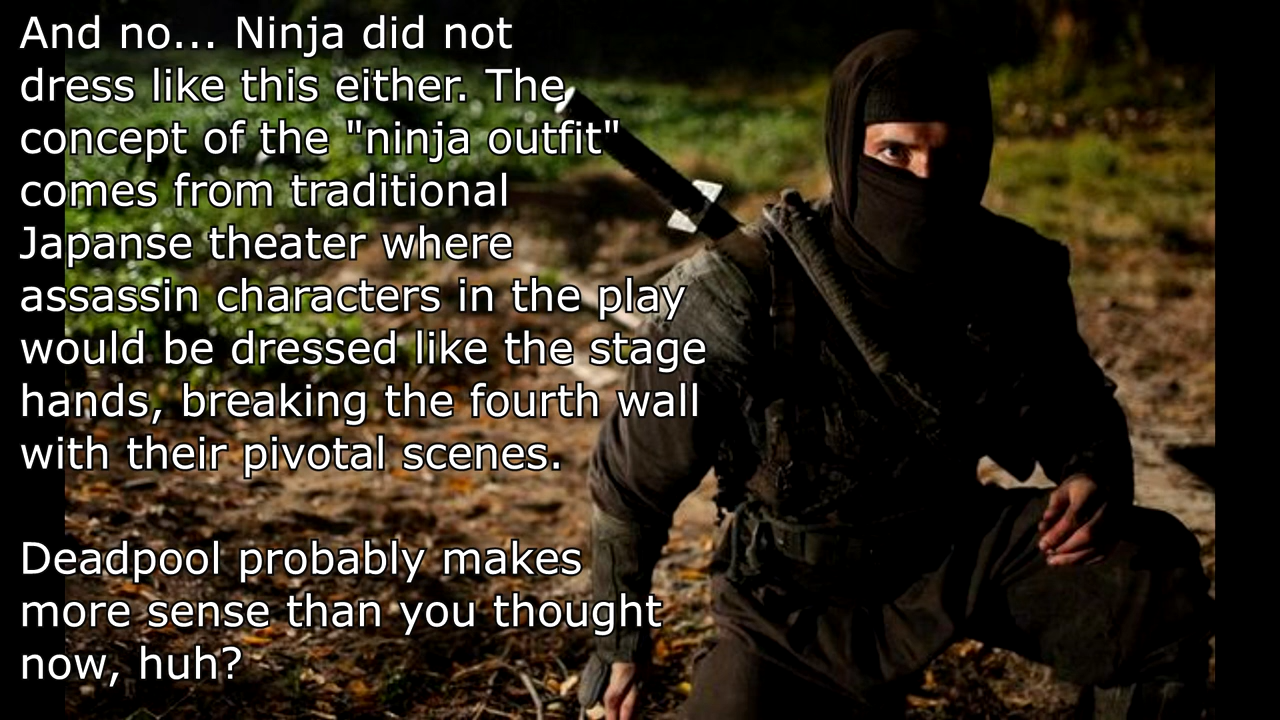 And no... Ninja did not
dress like this either. The
concept of the "ninja outfit"
comes from traditional
Japanse theater where
assassin characters in the play
would be dressed like the stage
hands, breaking the fourth wall
with their pivotal scenes.
Deadpool probably makes
more sense than you thought
now, huh?